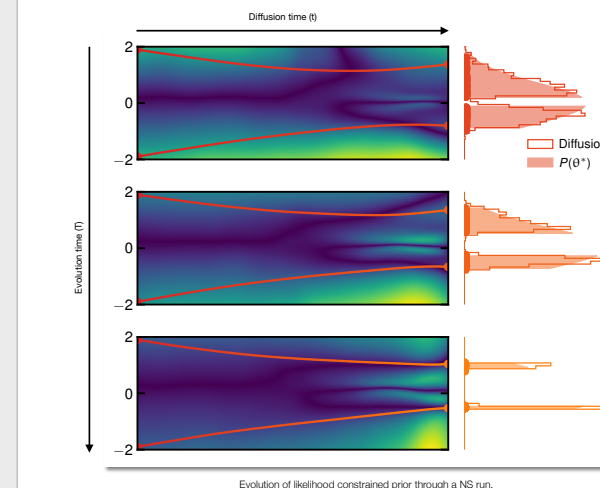 Diffusion time (t)
2
0
−2
Diffusio
P(θ*)
Evolution time (T)
2
0
−2
2
0
−2
Evolution of likelihood constrained prior through a NS run.